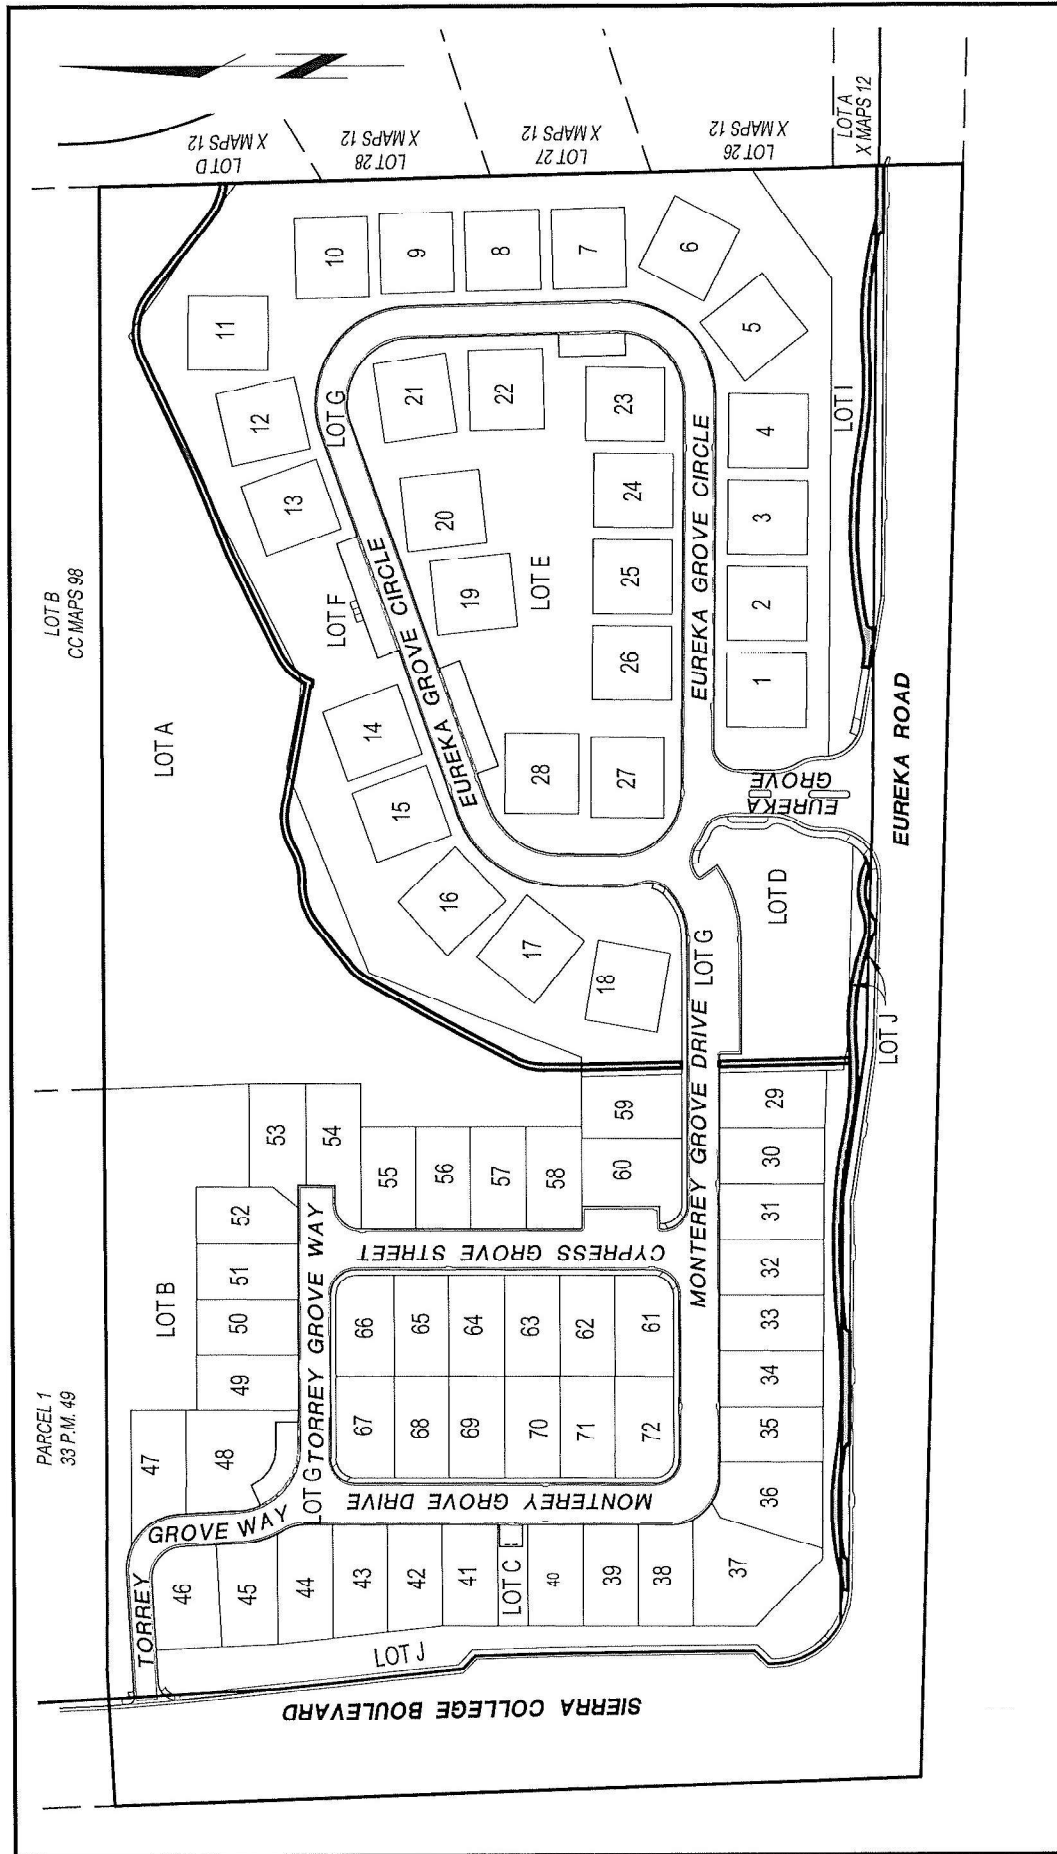 LOT D
X MAPS 12
LOT 28
X MAPS 12
LOT 27
X MAPS 12
LOT 26
X MAPS 12
LOT A
X MAPS 12
LOT B
CC MAPS 98
LOT A
PARCEL 1
33 P.M. 49
LOT B
10
9
8
7
6
5
11
12
13
LOT G
21
22
23
4
LOT I
3
24
20
LOT F
19
LOT E
25
2
26
1
14
15
28
27
16
17
18
EUREKA GROVE CIRCLE
EUREKA GROVE CIRCLE
EUREKA GROVE CIRCLE
EUREKA
GROVE
EUREKA ROAD
LOT D
LOT J
MONTEREY GROVE DRIVE LOT G
53
54
59
29
55
56
57
58
60
30
52
31
51
32
50
33
49
34
47
48
35
36
TORREY GROVE WAY
CYPRESS GROVE STREET
66
65
64
63
62
61
67
68
69
70
71
72
LOT G
MONTEREY GROVE DRIVE
TORREY
GROVE WAY
46
45
44
43
42
41
LOT C
40
39
38
37
LOT J
SIERRA COLLEGE BOULEVARD